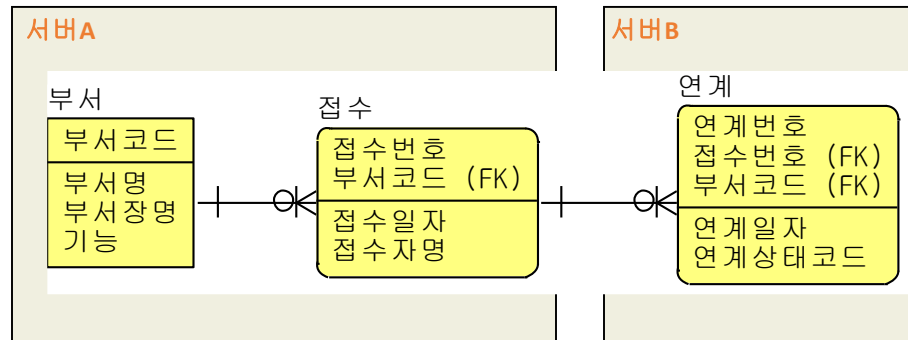 서버A
부서
부서코드
부서명
부서장명
기능
접수
접수번호
부서코드 (FK)
접수일자
접수자명
서버B
연계
연계번호
접수번호 (FK)
부서코드 (FK)
연계일자
연계상태코드